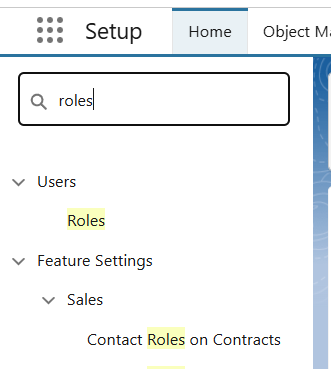 Setup
Home
Object Ma
roles
Users
Roles
Feature Settings
Sales
Contact Roles on Contracts